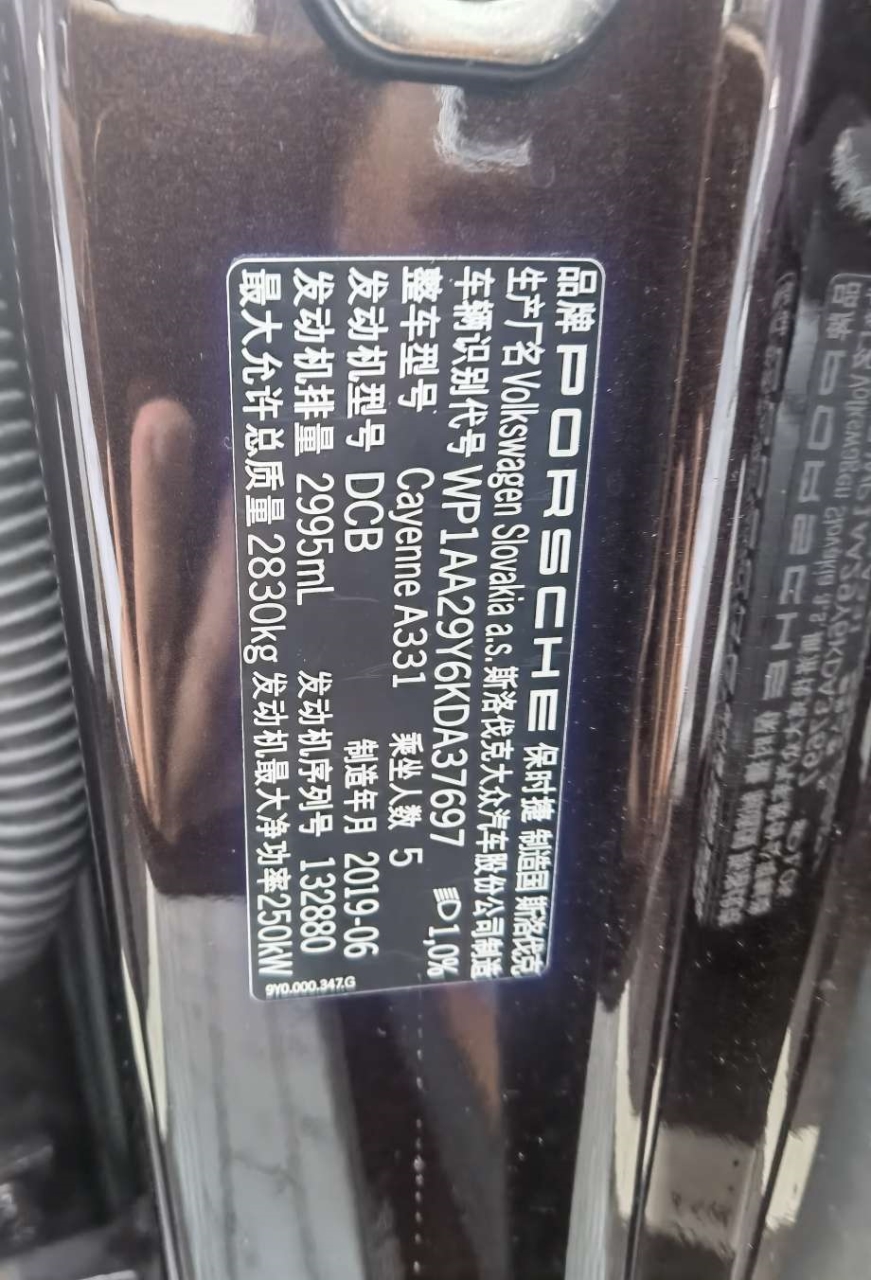 品牌 PORSCHE 保时捷 制造国 斯洛伐克
生产厂名 Volkswagen Slovakia a.s. 斯洛伐克大众汽车股份公司制造
车辆识别代号 WP1AA29Y6KDA37697 1,0%
整车型号 Cayenne A331 乘坐人数 5
发动机型号 DCB 制造年月 2019-06
发动机排量 2995mL 发动机序列号 132880
最大允许总质量 2830kg 发动机最大净功率250kW
9Y0.000.347.G